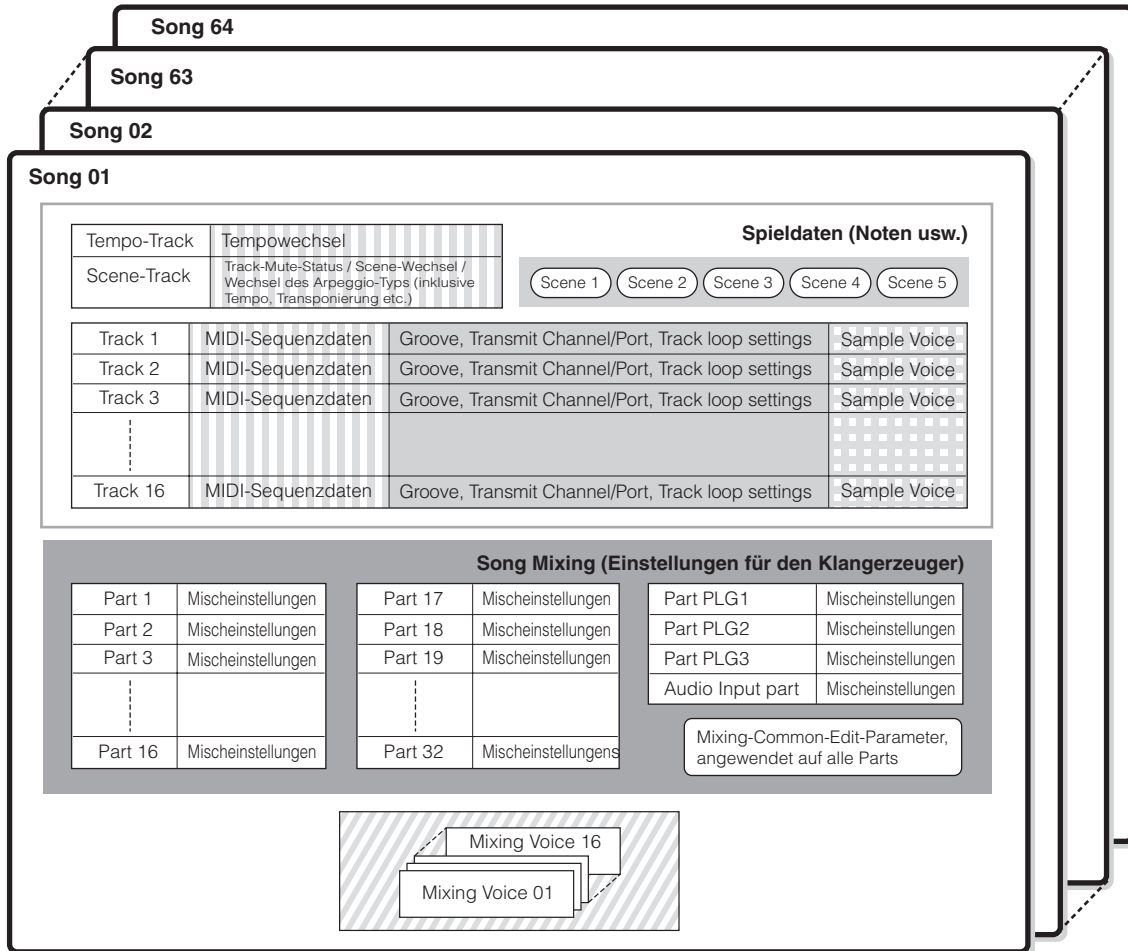 Song 64
Song 63
Song 02
Song 01
Spieldaten (Noten usw.)
Tempo-Track Tempowechsel
Scene-Track Track-Mute-Status / Scene-Wechsel /
Wechsel des Arpeggio-Typs (inklusive
Tempo, Transponierung etc.)
Scene 1 Scene 2 Scene 3 Scene 4 Scene 5
Track 1 MIDI-Sequenzdaten Groove, Transmit Channel/Port, Track loop settings Sample Voice
Track 2 MIDI-Sequenzdaten Groove, Transmit Channel/Port, Track loop settings Sample Voice
Track 3 MIDI-Sequenzdaten Groove, Transmit Channel/Port, Track loop settings Sample Voice
Track 16 MIDI-Sequenzdaten Groove, Transmit Channel/Port, Track loop settings Sample Voice
Song Mixing (Einstellungen für den Klangerzeuger)
Part 1 Mischeinstellungen
Part 2 Mischeinstellungen
Part 3 Mischeinstellungen
Part 16 Mischeinstellungen
Part 17 Mischeinstellungen
Part 18 Mischeinstellungen
Part 19 Mischeinstellungen
Part 32 Mischeinstellungens
Part PLG1 Mischeinstellungen
Part PLG2 Mischeinstellungen
Part PLG3 Mischeinstellungen
Audio Input part Mischeinstellungen
Mixing-Common-Edit-Parameter,
angewendet auf alle Parts
Mixing Voice 16
Mixing Voice 01